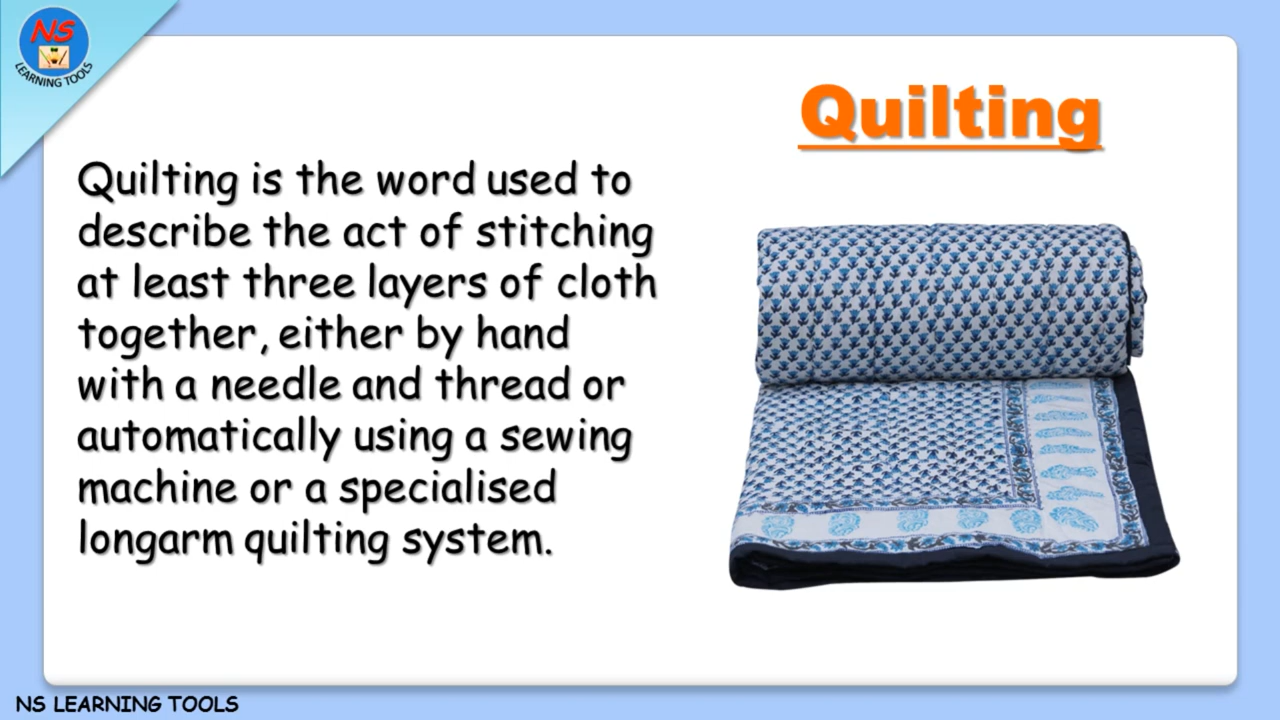 NS
LEARNING TOOLS
Quilting
Quilting is the word used to
describe the act of stitching
at least three layers of cloth
together, either by hand
with a needle and thread or
automatically using a sewing
machine or a specialised
longarm quilting system.
NS LEARNING TOOLS